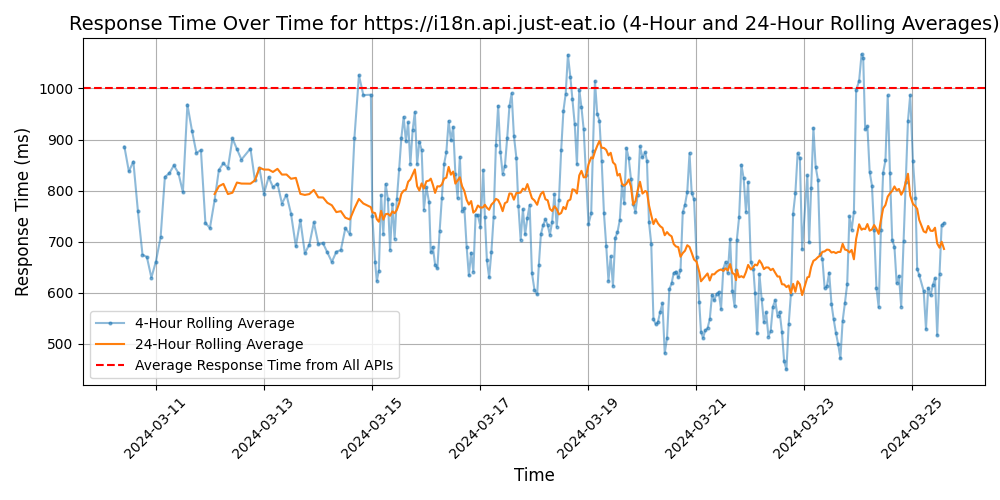 Response Time Over Time for https://i18n.api.just-eat.io (4-Hour and 24-Hour Rolling Averages)
Response Time (ms)
1000
900
800
700
600
500
4-Hour Rolling Average
24-Hour Rolling Average
Average Response Time from All APIs
2024-03-11
2024-03-13
2024-03-15
2024-03-17
2024-03-19
2024-03-21
2024-03-23
2024-03-25
Time